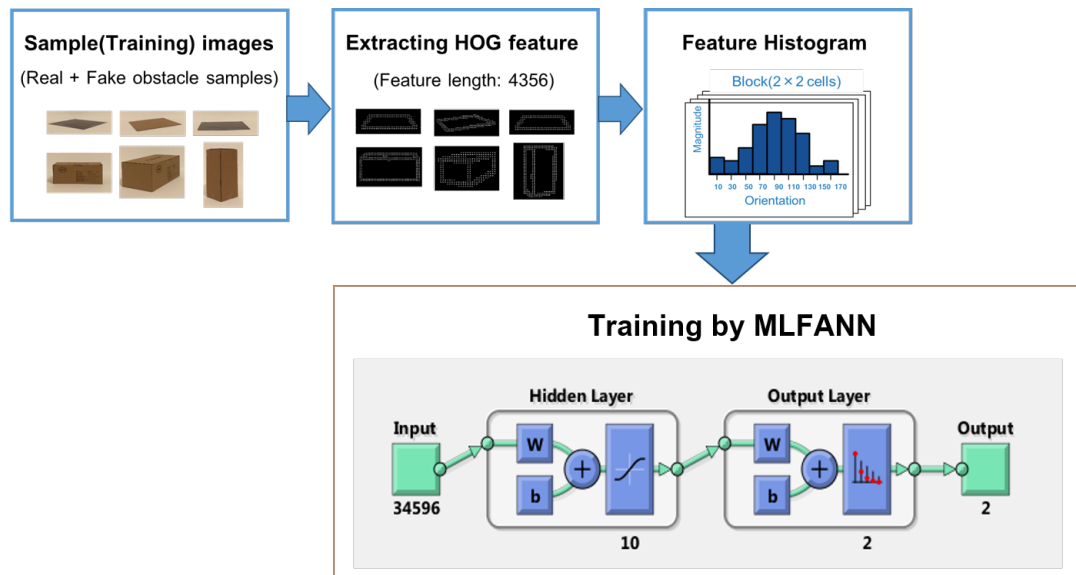 Sample(Training) images
(Real + Fake obstacle samples)
Extracting HOG feature
(Feature length: 4356)
Feature Histogram
Block(2 × 2 cells)
Magnitude
10 30 50 70 90 110 130 150 170
Orientation
Training by MLFANN
Hidden Layer
Output Layer
Input
W
b
+
W
b
+
Output
34596
10
2
2